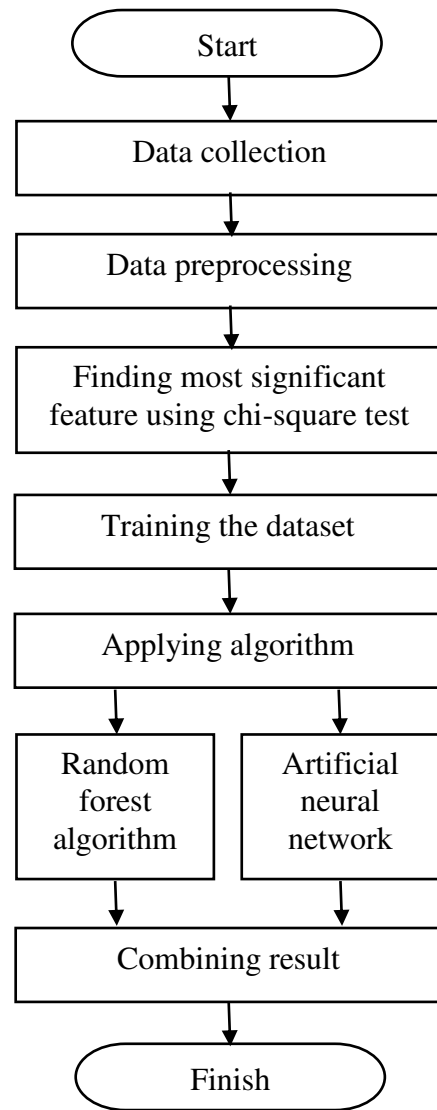 Start
Data collection
Data preprocessing
Finding most significant
feature using chi-square test
Training the dataset
Applying algorithm
Random
forest
algorithm
Artificial
neural
network
Combining result
Finish